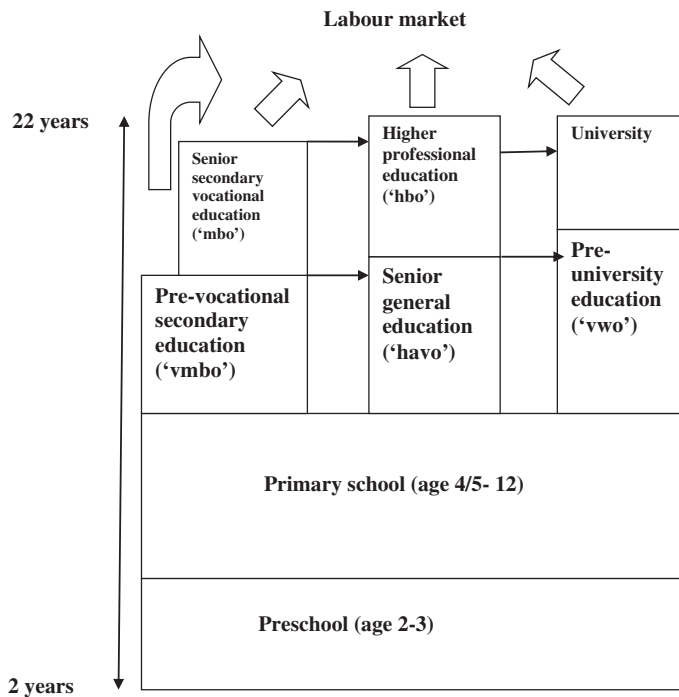 Labour market
22 years
Senior
secondary
vocational
education
(‘mbo’)
Higher
professional
education
(‘hbo’)
University
Pre-vocational
secondary
education
(‘vmbo’)
Senior
general
education
(‘havo’)
Pre-
university
education
(‘vwo’)
Primary school (age 4/5- 12)
Preschool (age 2-3)
2 years